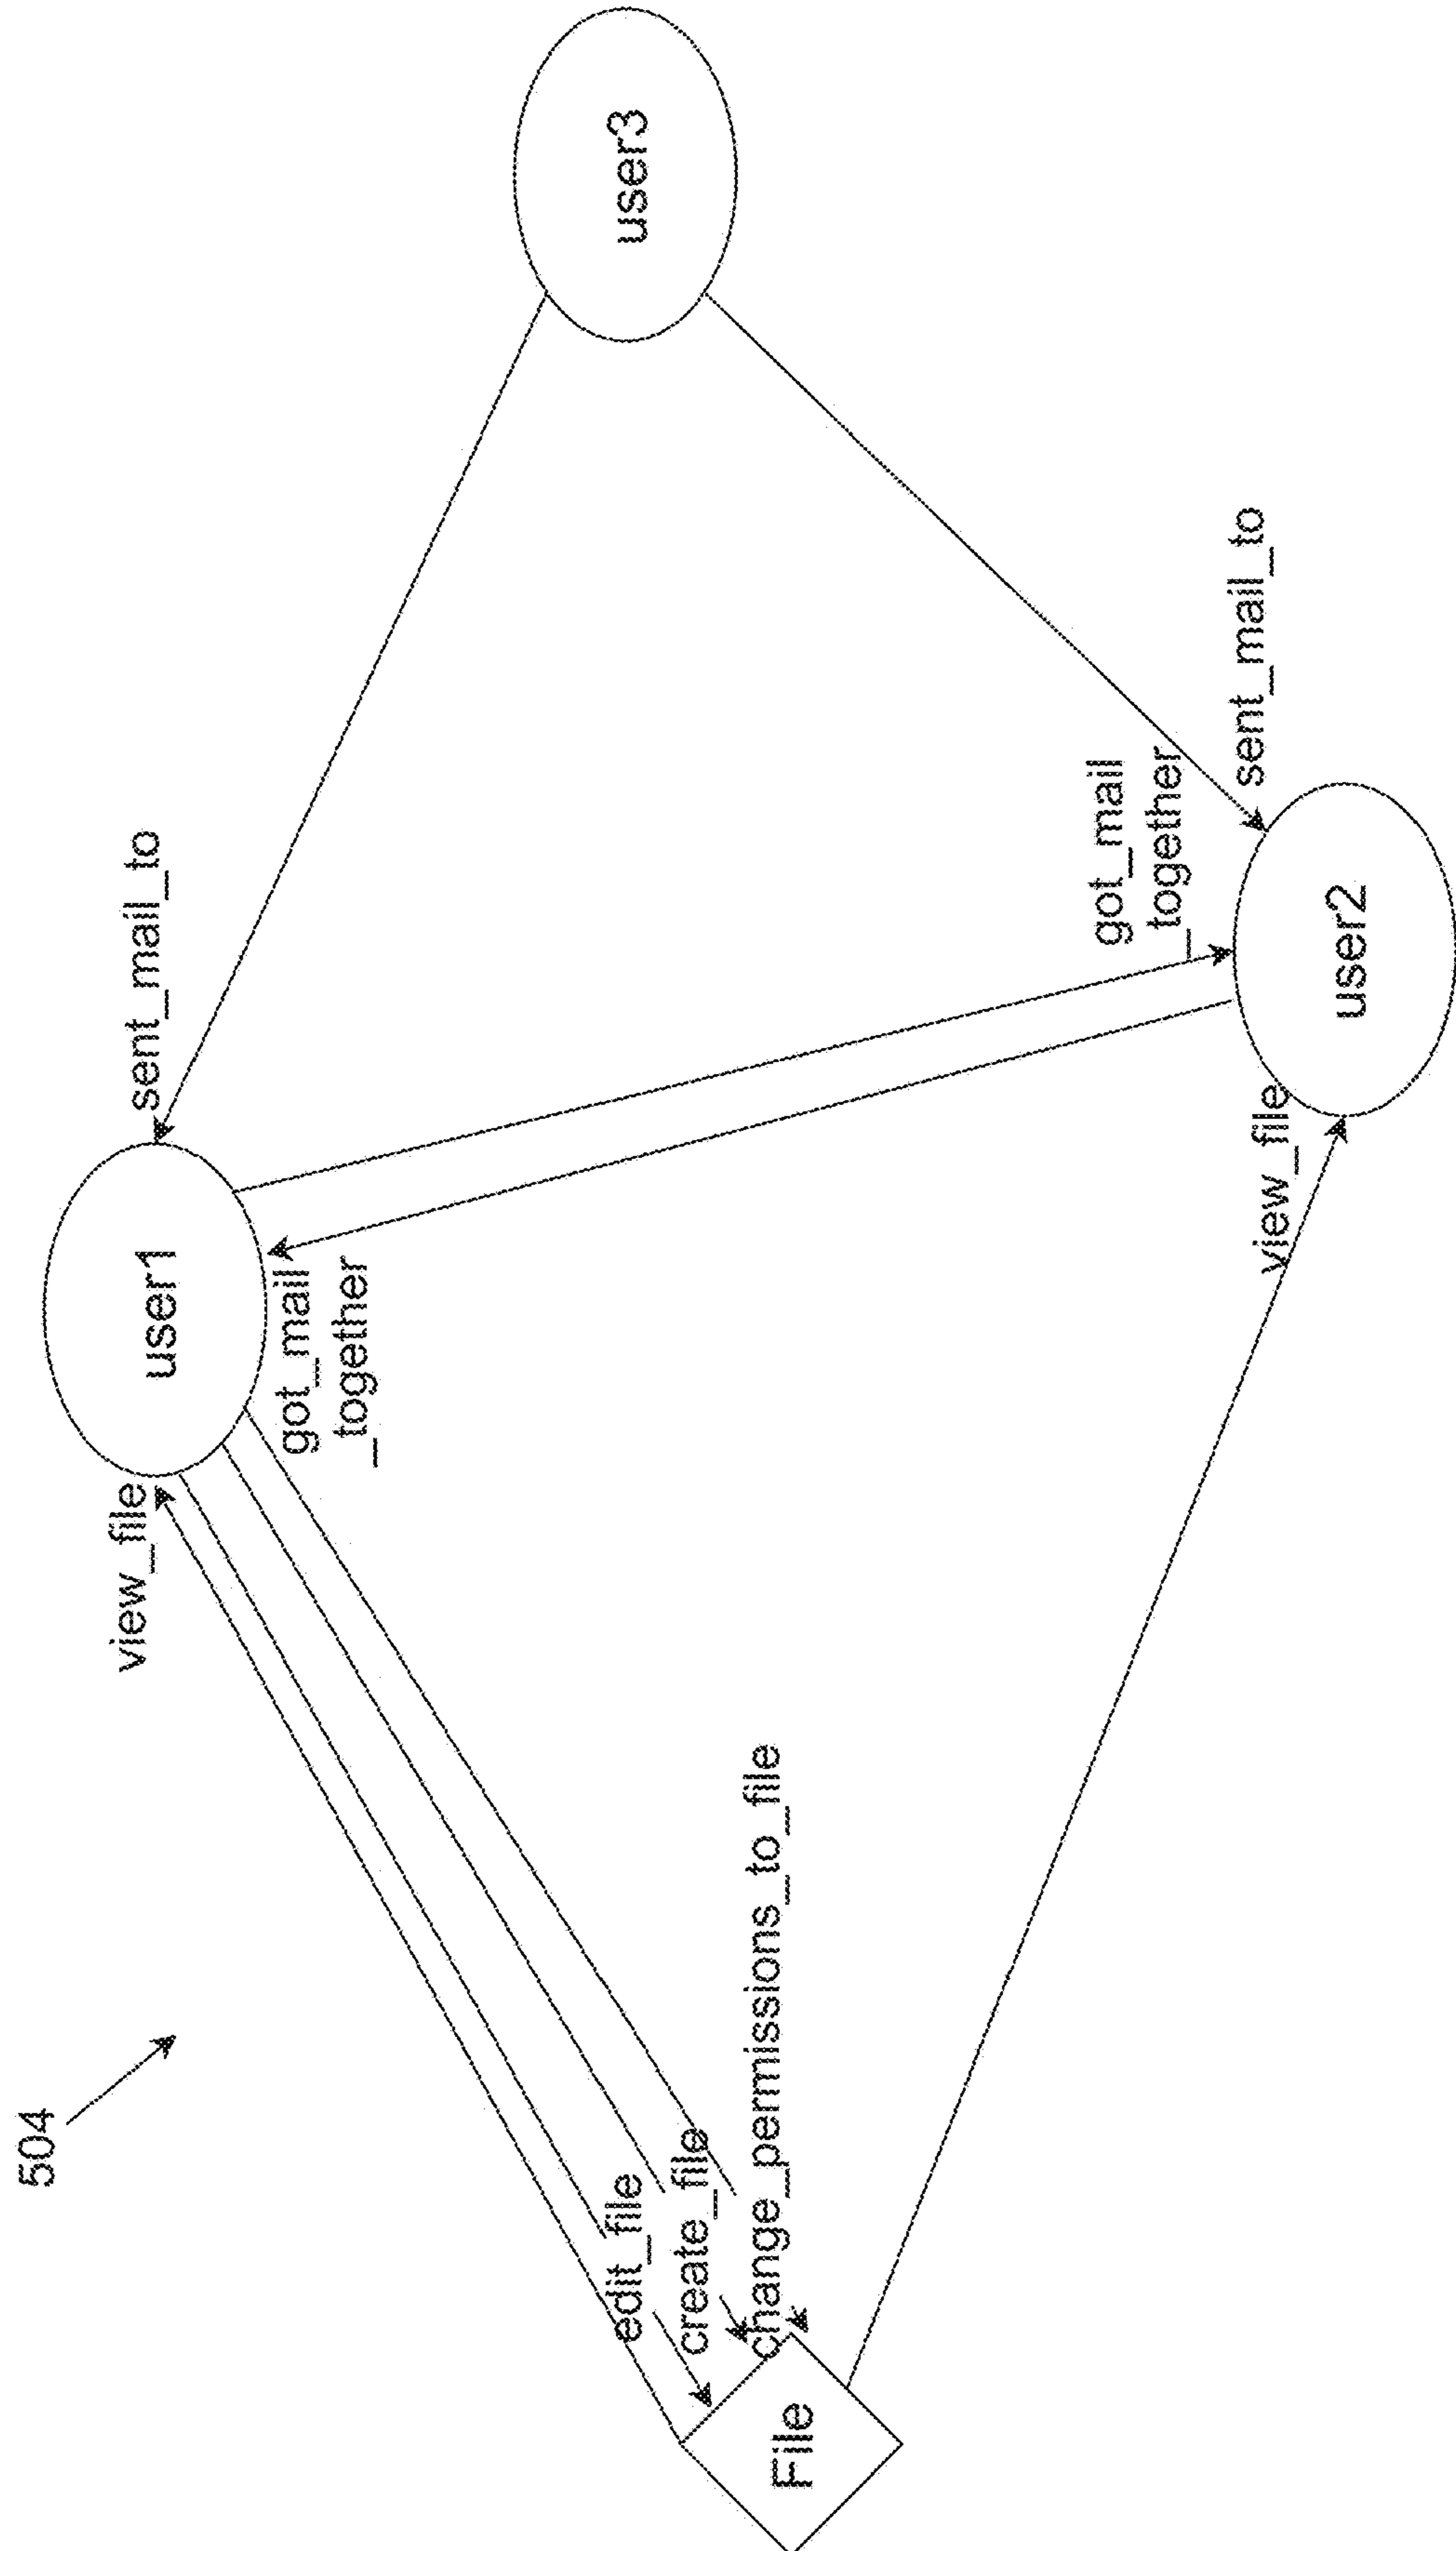 504
view_file
sent_mail_to
user1
got_mail
_together
edit_file
user3
create_file
change_permissions_to_file
File
got_mail
_together
sent_mail_to
view_file
user2